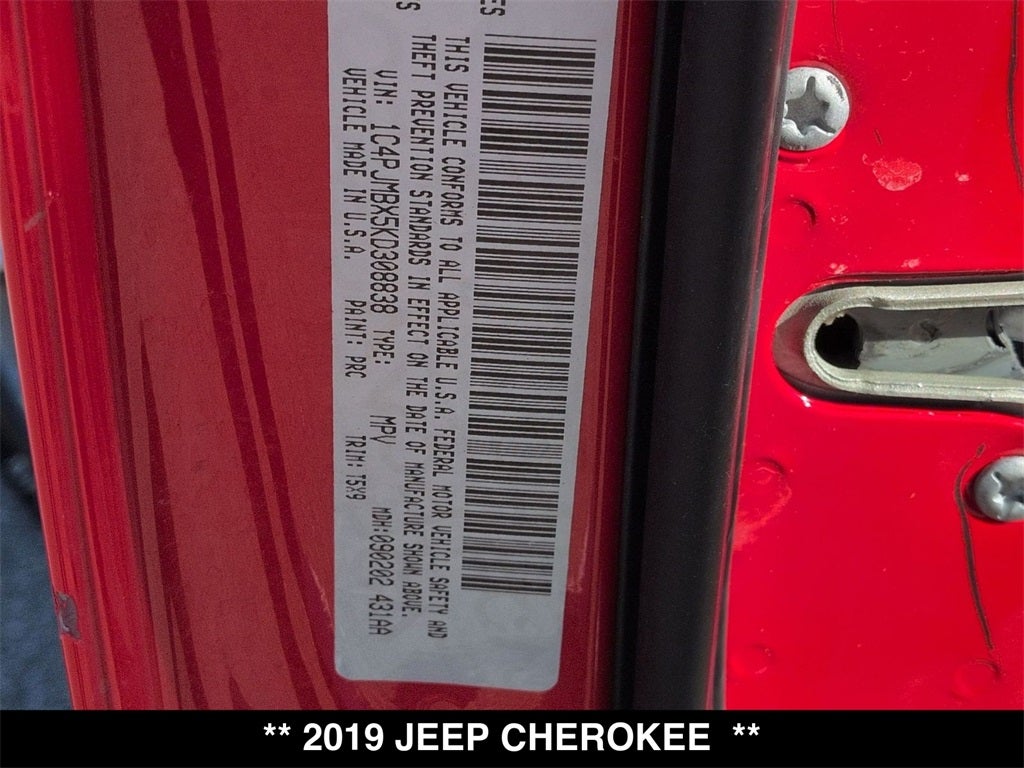 ES
THIS VEHICLE CONFORMS TO ALL APPLICABLE U.S.A. FEDERAL MOTOR VEHICLE SAFETY AND
THEFT PREVENTION STANDARDS IN EFFECT ON THE DATE OF MANUFACTURE SHOWN ABOVE.
VIN: 1C4PJMBX5KD308838 TYPE: MPV MDH:090202 431AA
VEHICLE MADE IN U.S.A. PAINT: PRC TRIM: T5X9
** 2019 JEEP CHEROKEE **